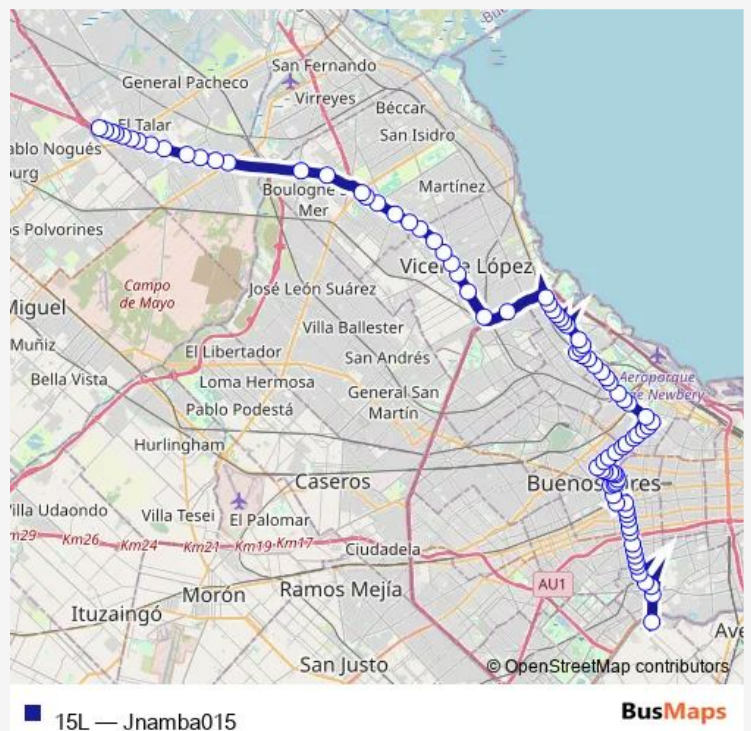 Bue
San Fernando
General Pacheco
Virreyes
Béccar
El Talar
San Isidro
ablo Nogués
urg
Boulogne S
Mer
Martínez
s Polvorines
Vicente López
Campo
de Mayo
José León Suárez
Miguel
Villa Ballester
Muñiz
El Libertador
San Andrés
Bella Vista
Loma Hermosa
Aeroparque
ge Newbery
Pablo Podestá
General San
Martín
Hurlingham
Caseros
Buenos Aires
Villa Udaondo
Villa Tesei
El Palomar
m29
Km26
Km24
Km21
Km19
Km17
Ciudadela
AU1
Morón
Ramos Mejía
Ituzaingó
Ave
San Justo
© OpenStreetMap contributors
15L — Jnamba015
BusMaps